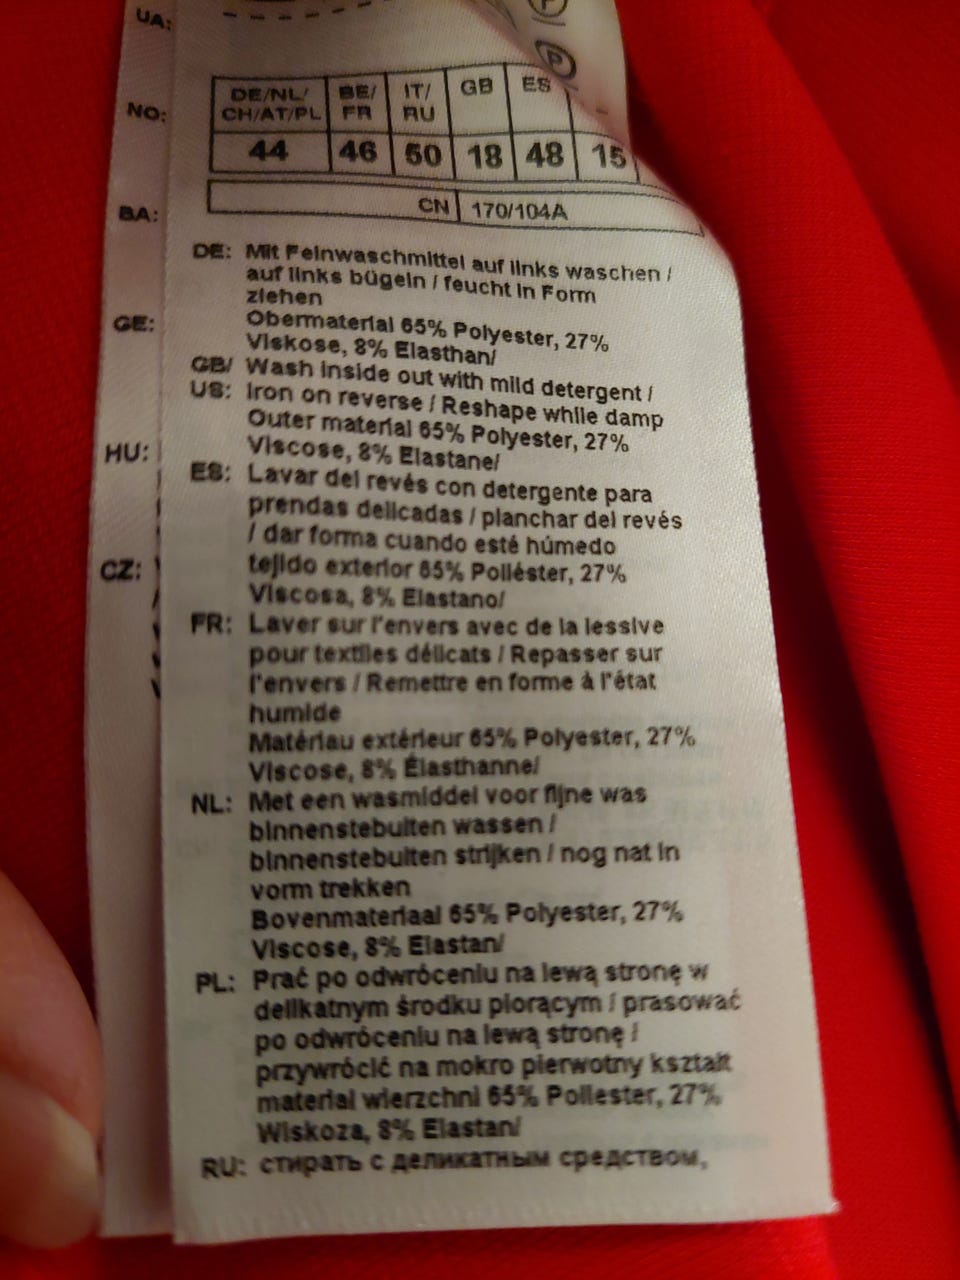 UA:
NO:
BA:
GE:
HU:
CZ:
P
P
DE/NL/ CH/AT/PL BE/ FR IT/ RU GB ES
44 46 50 18 48 15
CN 170/104A
DE: Mit Feinwaschmittel auf links waschen /
auf links bügeln / feucht in Form
ziehen
Obermaterial 65% Polyester, 27%
Viskose, 8% Elasthan/
GB/ Wash inside out with mild detergent /
US: Iron on reverse / Reshape while damp
Outer material 65% Polyester, 27%
Viscose, 8% Elastane/
ES: Lavar del revés con detergente para
prendas delicadas / planchar del revés
/ dar forma cuando esté húmedo
tejido exterior 65% Poliéster, 27%
Viscosa, 8% Elastano/
FR: Laver sur l'envers avec de la lessive
pour textiles délicats / Repasser sur
l'envers / Remettre en forme à l'état
humide
Matériau extérieur 65% Polyester, 27%
Viscose, 8% Élasthanne/
NL: Met een wasmiddel voor fijne was
binnenstebuiten wassen /
binnenstebuiten strijken / nog nat in
vorm trekken
Bovenmateriaal 65% Polyester, 27%
Viscose, 8% Elastan/
PL: Prać po odwróceniu na lewą stronę w
delikatnym środku piorącym / prasować
po odwróceniu na lewą stronę /
przywrócić na mokro pierwotny kształt
materiał wierzchni 65% Poliester, 27%
Wiskoza, 8% Elastan/
RU: стирать с деликатным средством,